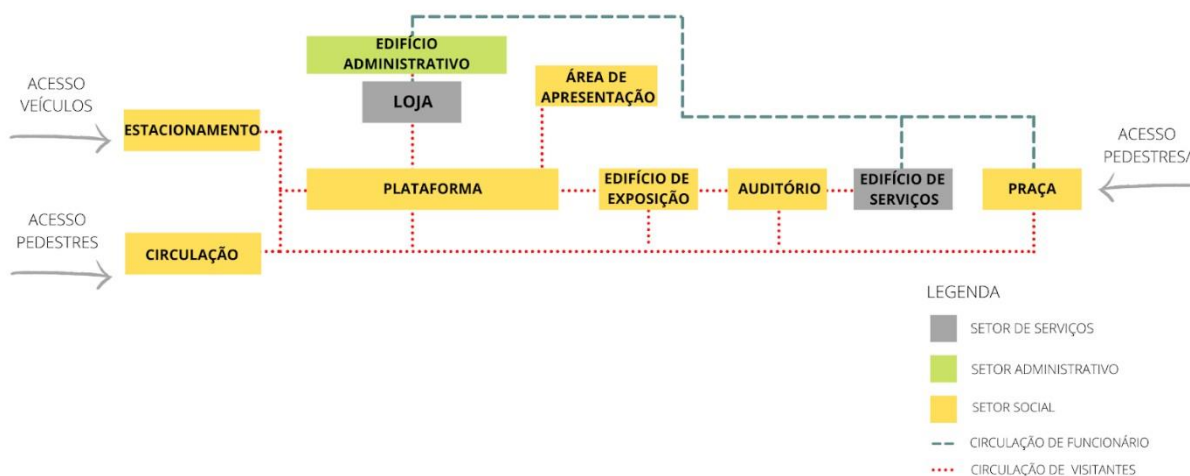 EDIFÍCIO
ADMINISTRATIVO
ÁREA DE
APRESENTAÇÃO
ACESSO
VEÍCULOS
LOJA
ESTACIONAMENTO
ACESSO
PEDESTRES/
PLATAFORMA
EDIFÍCIO DE
EXPOSIÇÃO
AUDITÓRIO
EDIFÍCIO DE
SERVIÇOS
PRAÇA
ACESSO
PEDESTRES
CIRCULAÇÃO
LEGENDA
SETOR DE SERVIÇOS
SETOR ADMINISTRATIVO
SETOR SOCIAL
CIRCULAÇÃO DE FUNCIONÁRIO
CIRCULAÇÃO DE VISITANTES